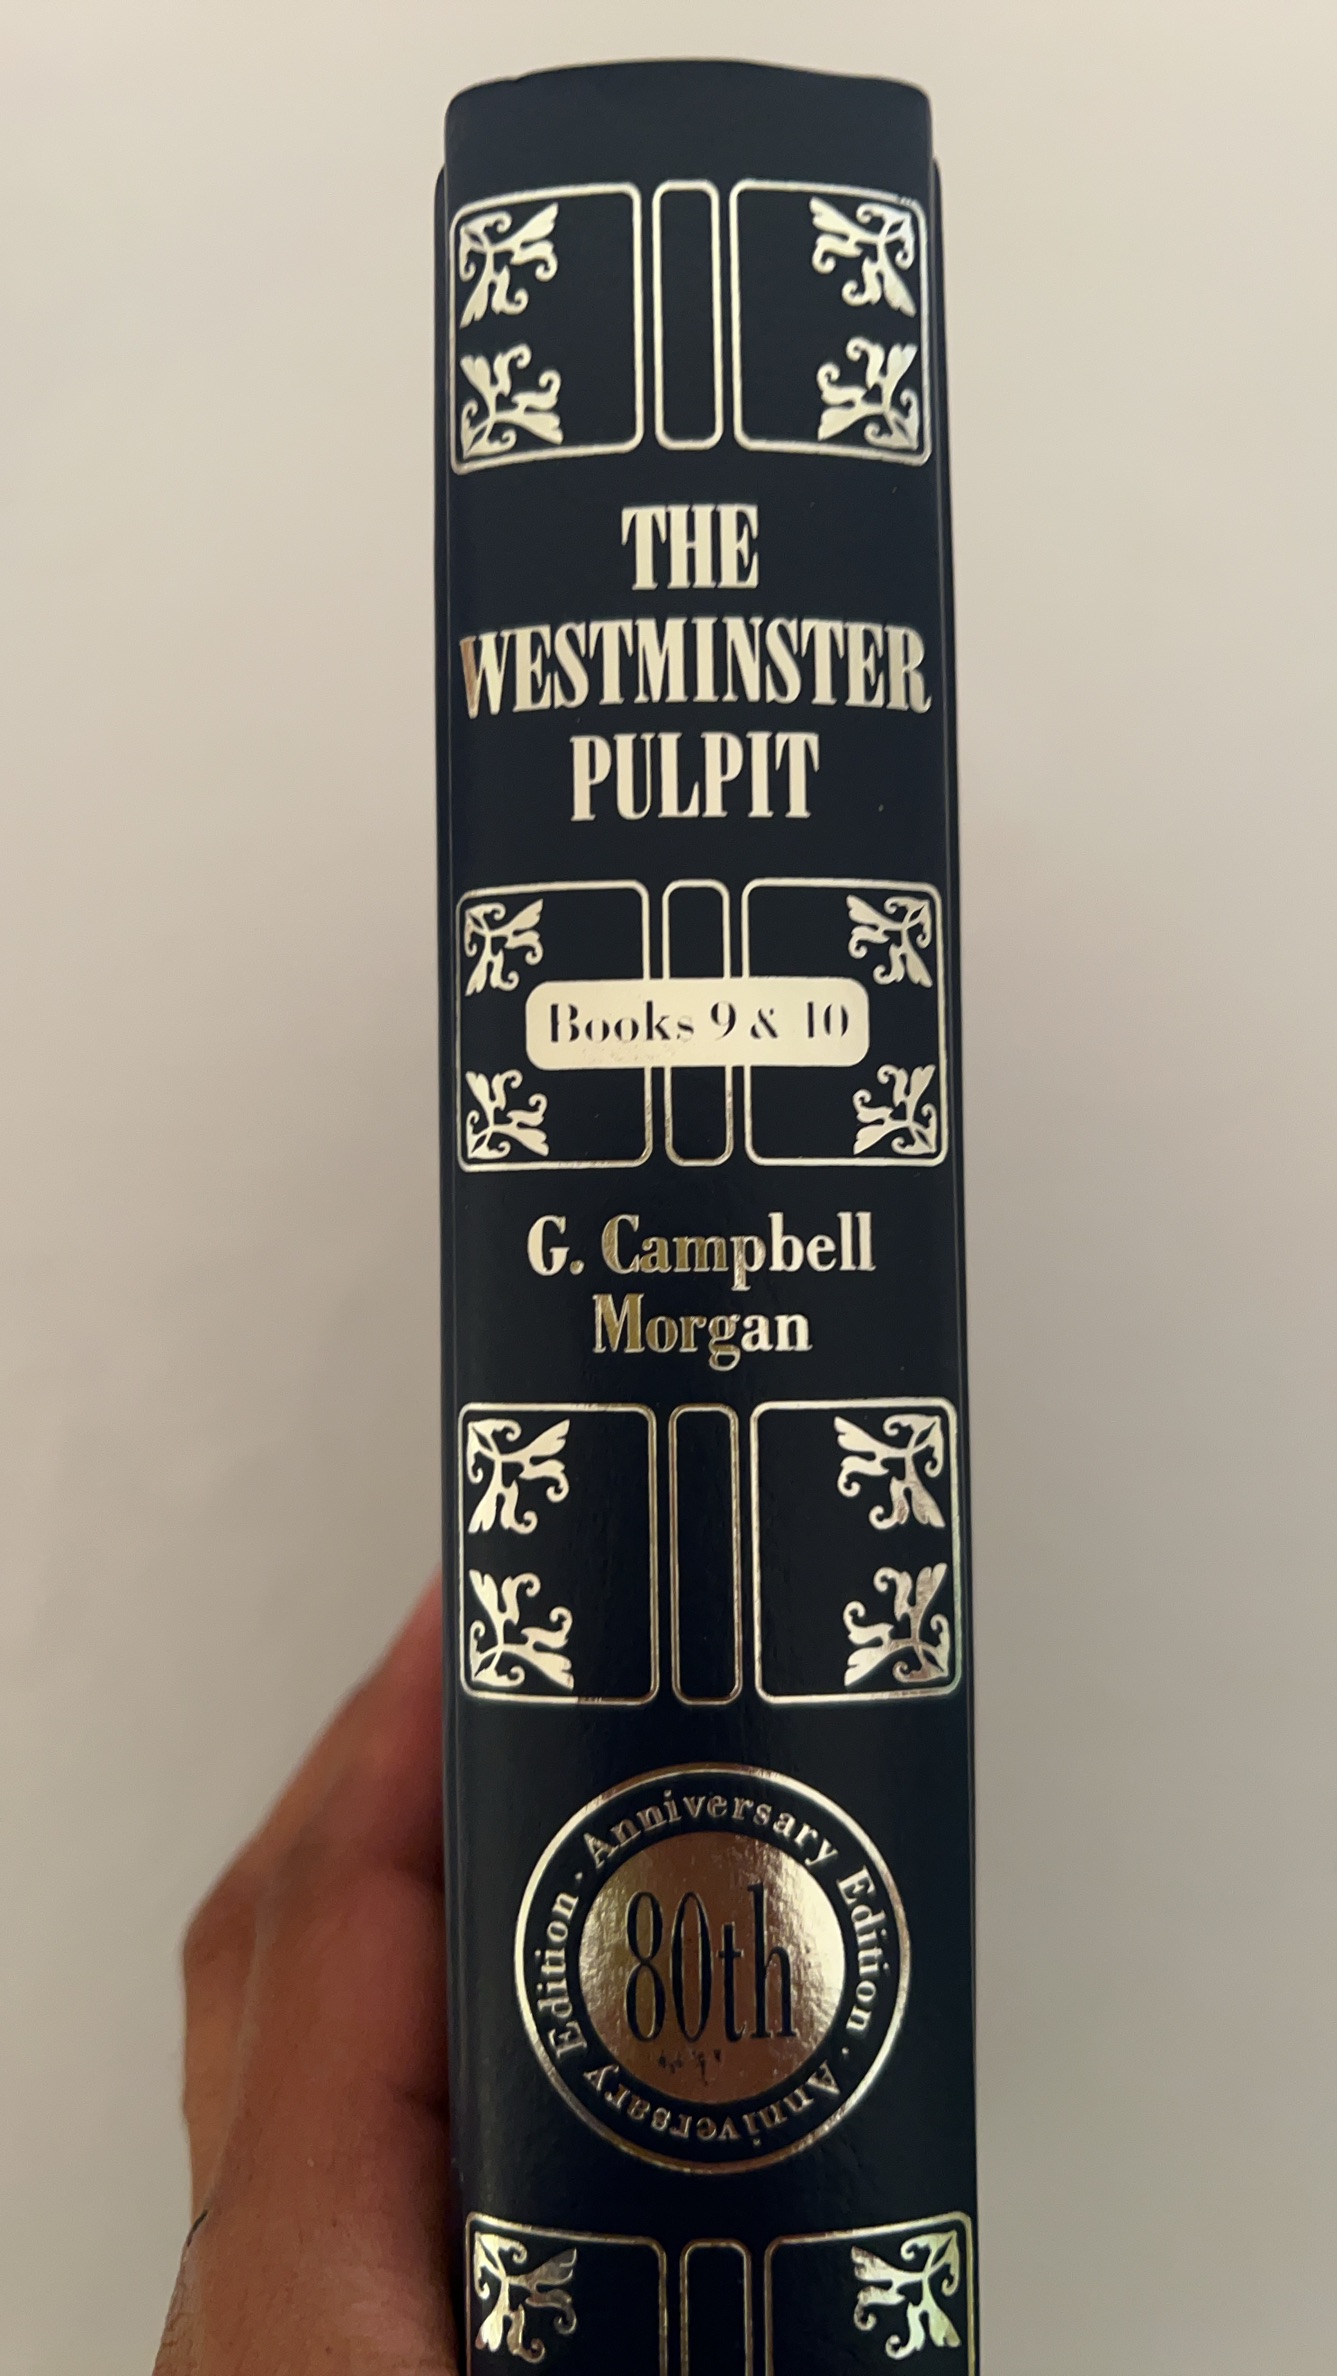 THE
WESTMINSTER
PULPIT
Books 9 & 10
G. Campbell
Morgan
Anniversary Edition · Anniversary Edition ·
80th